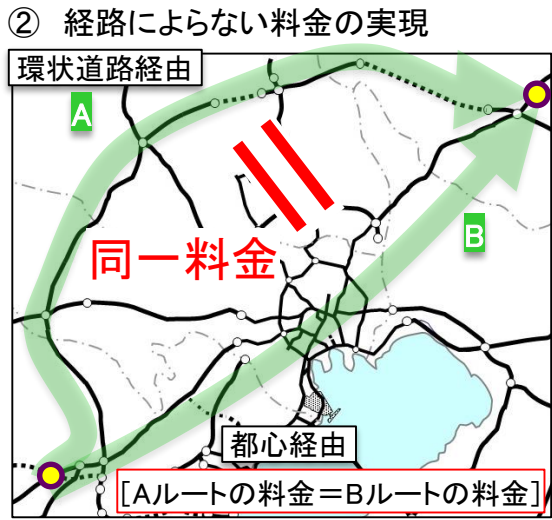 ② 経路によらない料金の実現
環状道路経由
A
同一料金
B
都心経由
[Aルートの料金＝Bルートの料金]